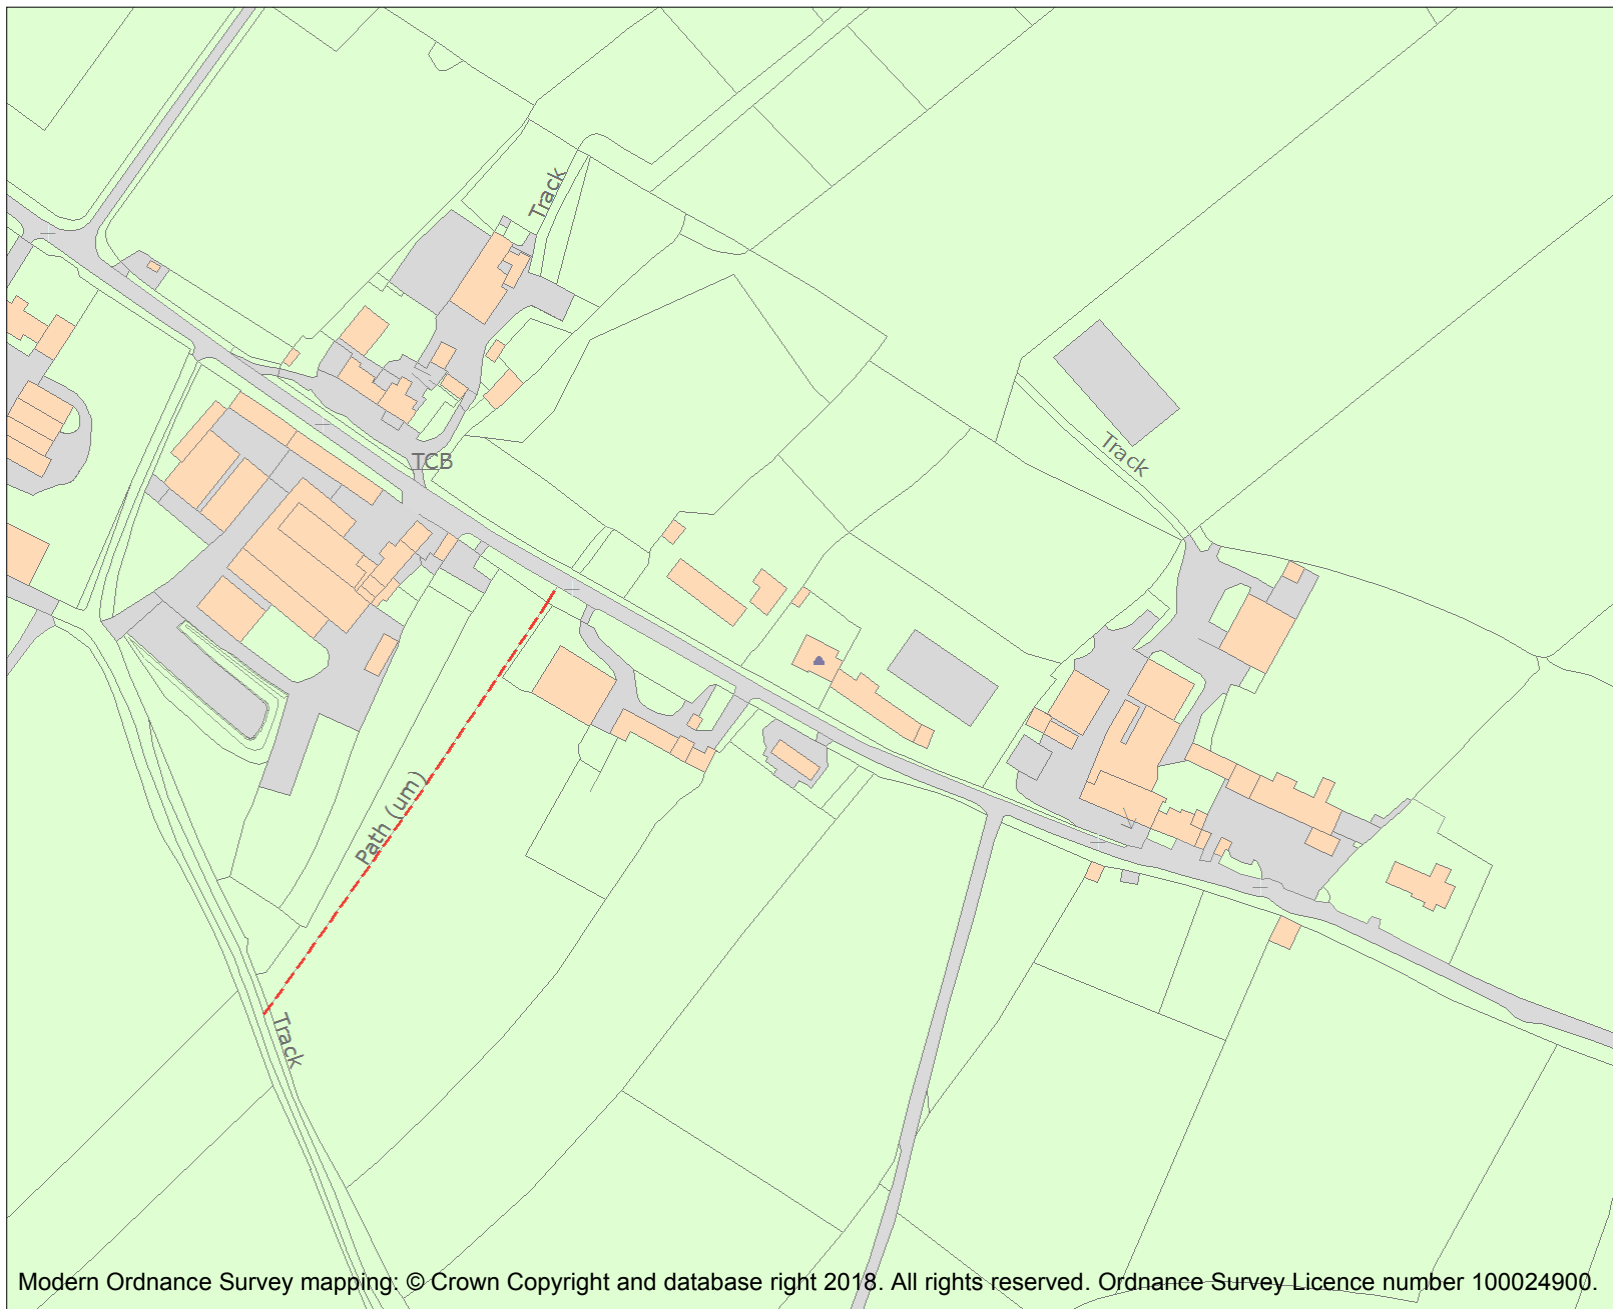 Track
Track
TCB
Path (um)
Track
Modern Ordnance Survey mapping: © Crown Copyright and database right 2018. All rights reserved. Ordnance Survey Licence number 100024900.